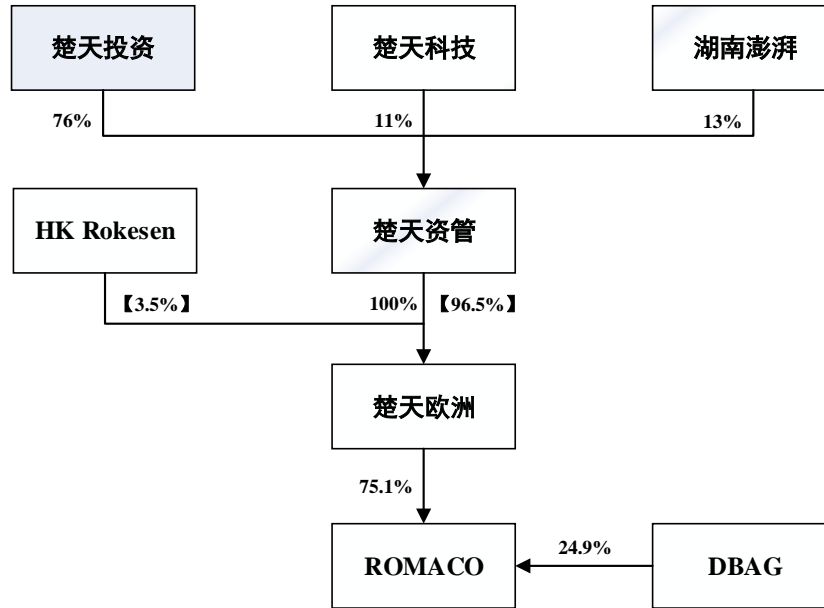 楚天投资
楚天科技
湖南澎湃
76%
11%
13%
HK Rokesen
楚天资管
【3.5%】
100%
【96.5%】
楚天欧洲
75.1%
ROMACO
24.9%
DBAG